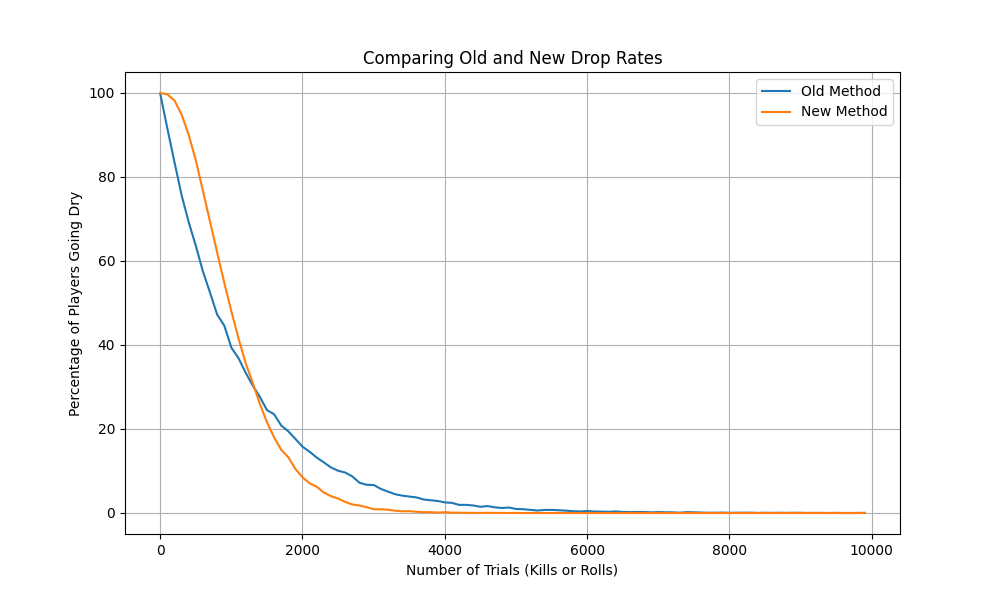 Comparing Old and New Drop Rates
Old Method
New Method
Percentage of Players Going Dry
100
80
60
40
20
0
0 2000 4000 6000 8000 10000
Number of Trials (Kills or Rolls)